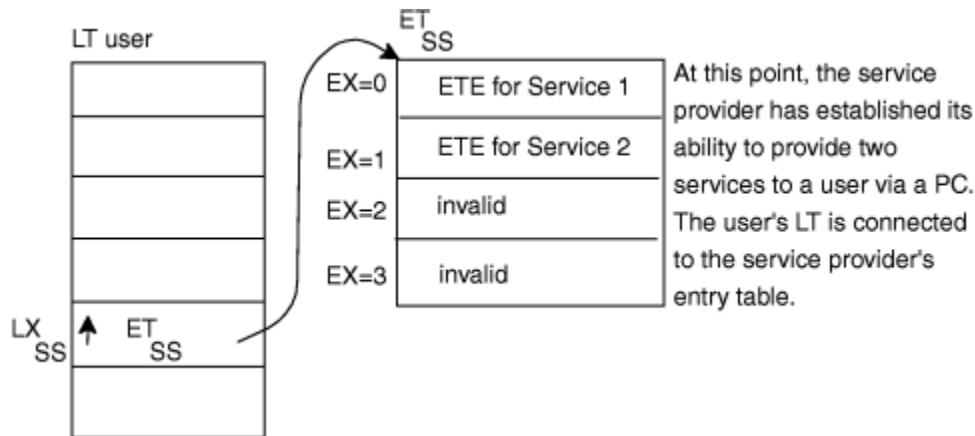 LT user
LX
SS
ET
SS
ET
SS
EX=0
ETE for Service 1
EX=1
ETE for Service 2
EX=2
invalid
EX=3
invalid
At this point, the service
provider has established its
ability to provide two
services to a user via a PC.
The user's LT is connected
to the service provider's
entry table.